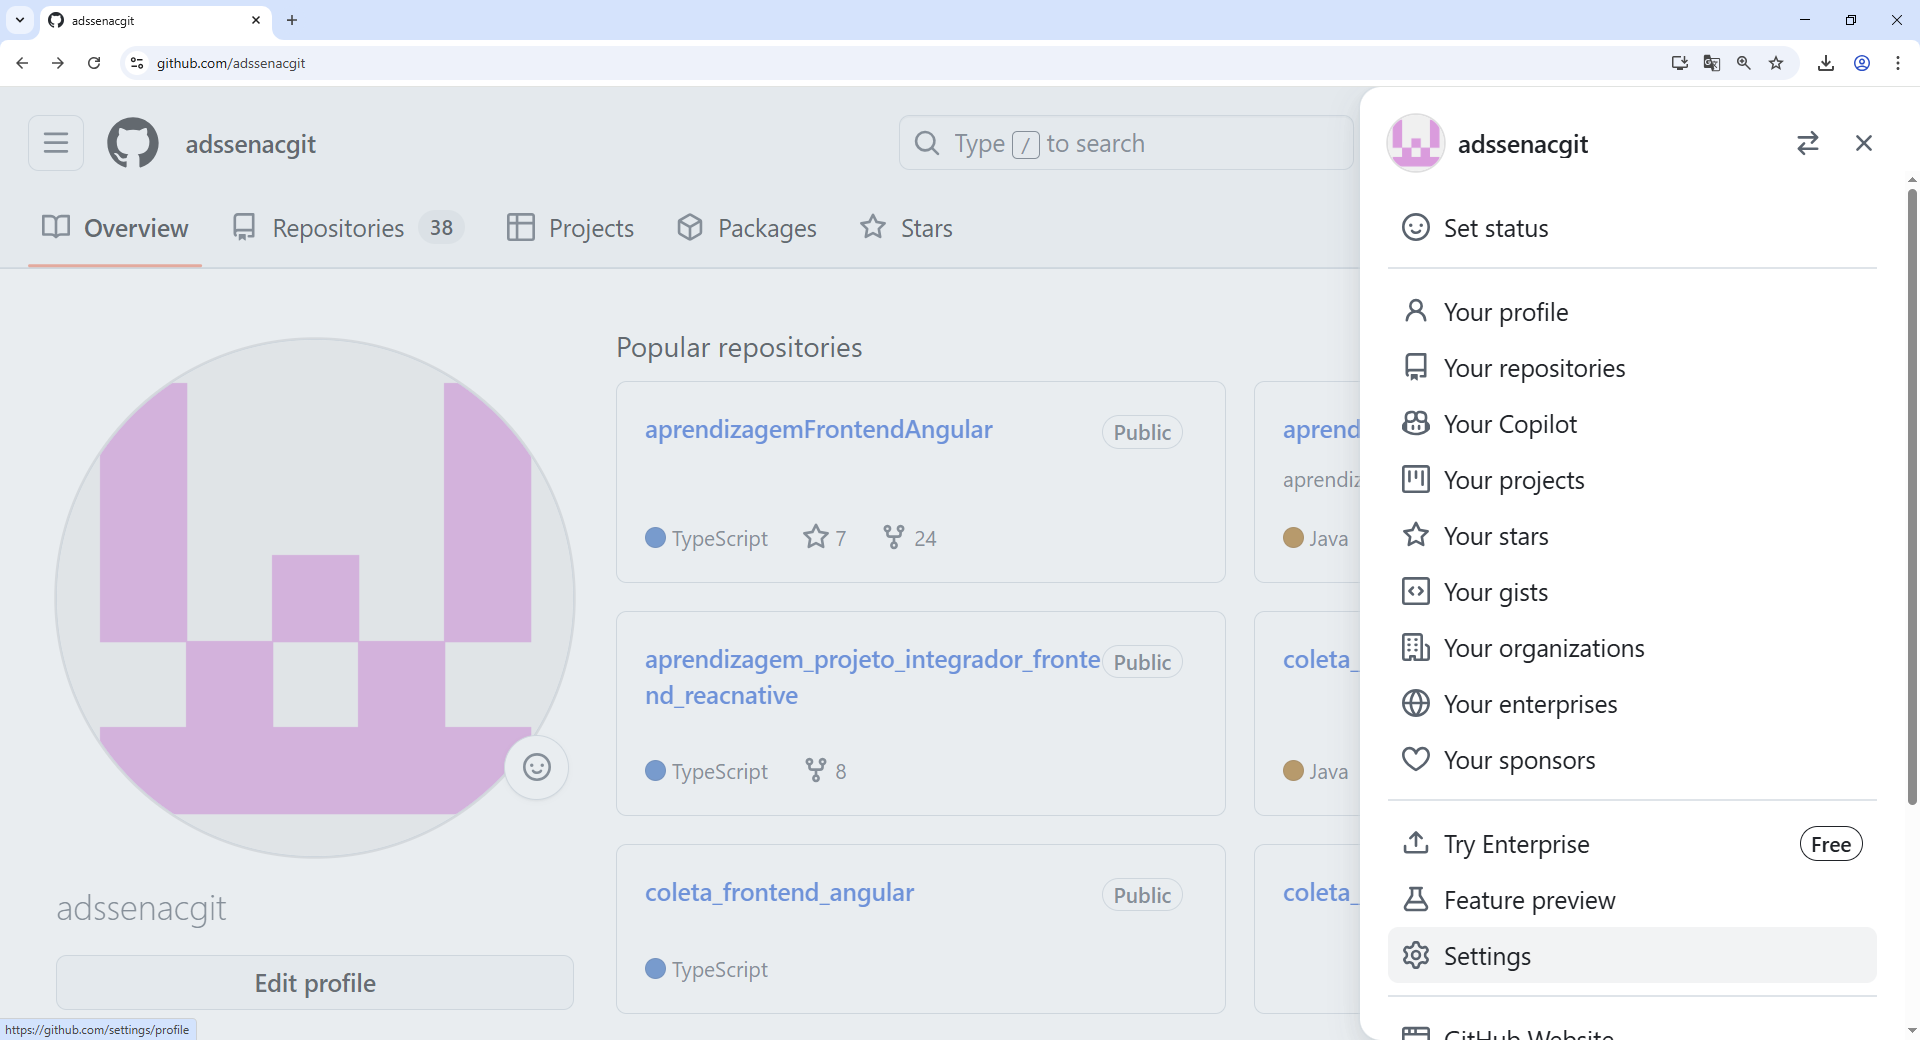 adssenacgit
github.com/adssenacgit
adssenacgit
Type / to search
Overview
Repositories 38
Projects
Packages
Stars
Popular repositories
aprendizagemFrontendAngular
Public
TypeScript 7 24
aprend
aprendiz
Java
aprendizagem_projeto_integrador_fronte
nd_reacnative
Public
TypeScript 8
coleta_
Java
coleta_frontend_angular
Public
TypeScript
coleta_
adssenacgit
Edit profile
https://github.com/settings/profile
adssenacgit
Set status
Your profile
Your repositories
Your Copilot
Your projects
Your stars
Your gists
Your organizations
Your enterprises
Your sponsors
Try Enterprise Free
Feature preview
Settings
GitHub Website